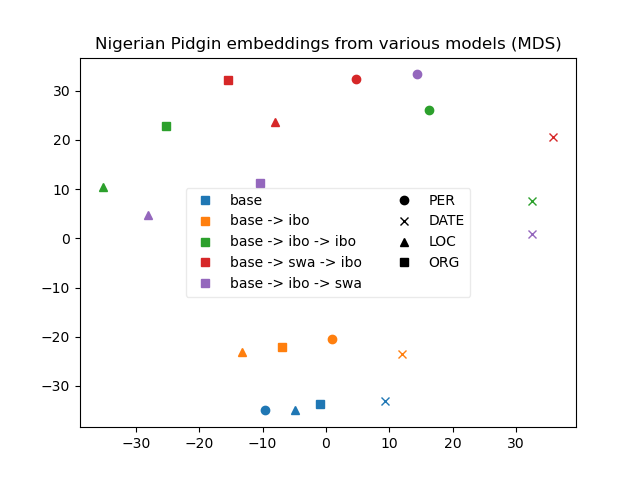 Nigerian Pidgin embeddings from various models (MDS)
30
20
10
0
−10
−20
−30
base
base -> ibo
base -> ibo -> ibo
base -> swa -> ibo
base -> ibo -> swa
PER
DATE
LOC
ORG
−30 −20 −10 0 10 20 30